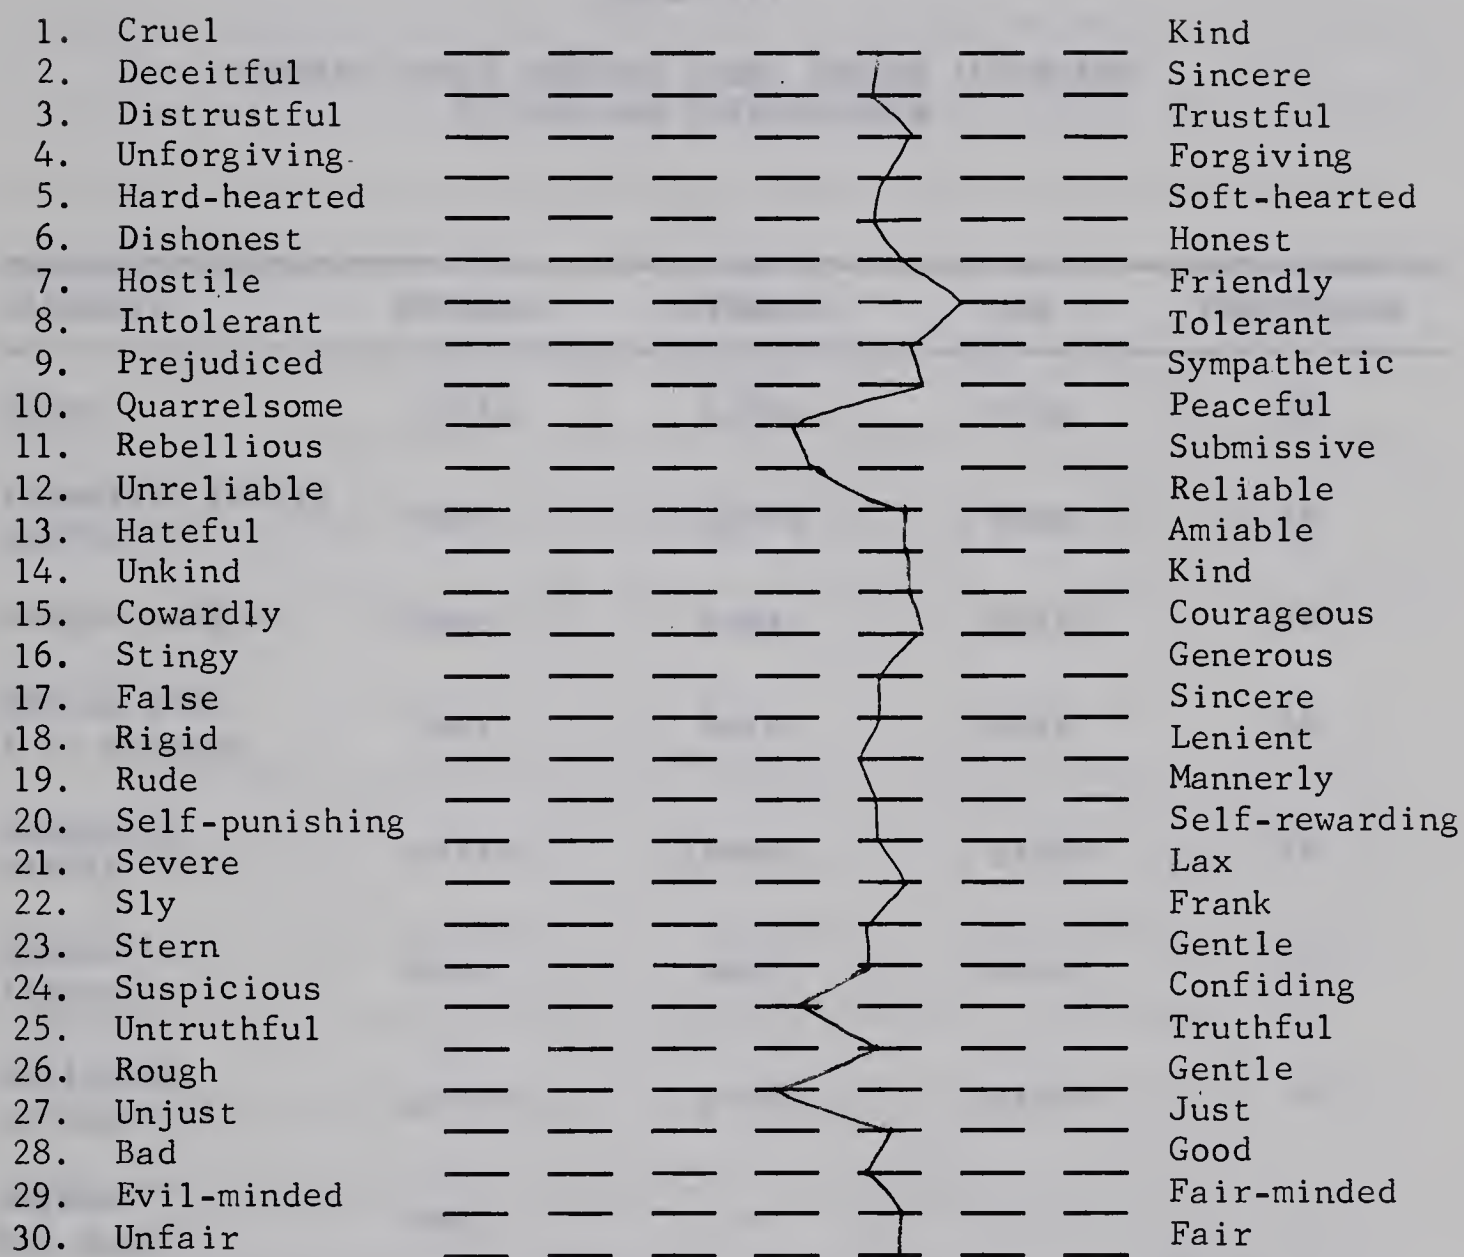 1. Cruel Kind
2. Deceitful Sincere
3. Distrustful Trustful
4. Unforgiving Forgiving
5. Hard-hearted Soft-hearted
6. Dishonest Honest
7. Hostile Friendly
8. Intolerant Tolerant
9. Prejudiced Sympathetic
10. Quarrelsome Peaceful
11. Rebellious Submissive
12. Unreliable Reliable
13. Hateful Amiable
14. Unkind Kind
15. Cowardly Courageous
16. Stingy Generous
17. False Sincere
18. Rigid Lenient
19. Rude Mannerly
20. Self-punishing Self-rewarding
21. Severe Lax
22. Sly Frank
23. Stern Gentle
24. Suspicious Confiding
25. Untruthful Truthful
26. Rough Gentle
27. Unjust Just
28. Bad Good
29. Evil-minded Fair-minded
30. Unfair Fair